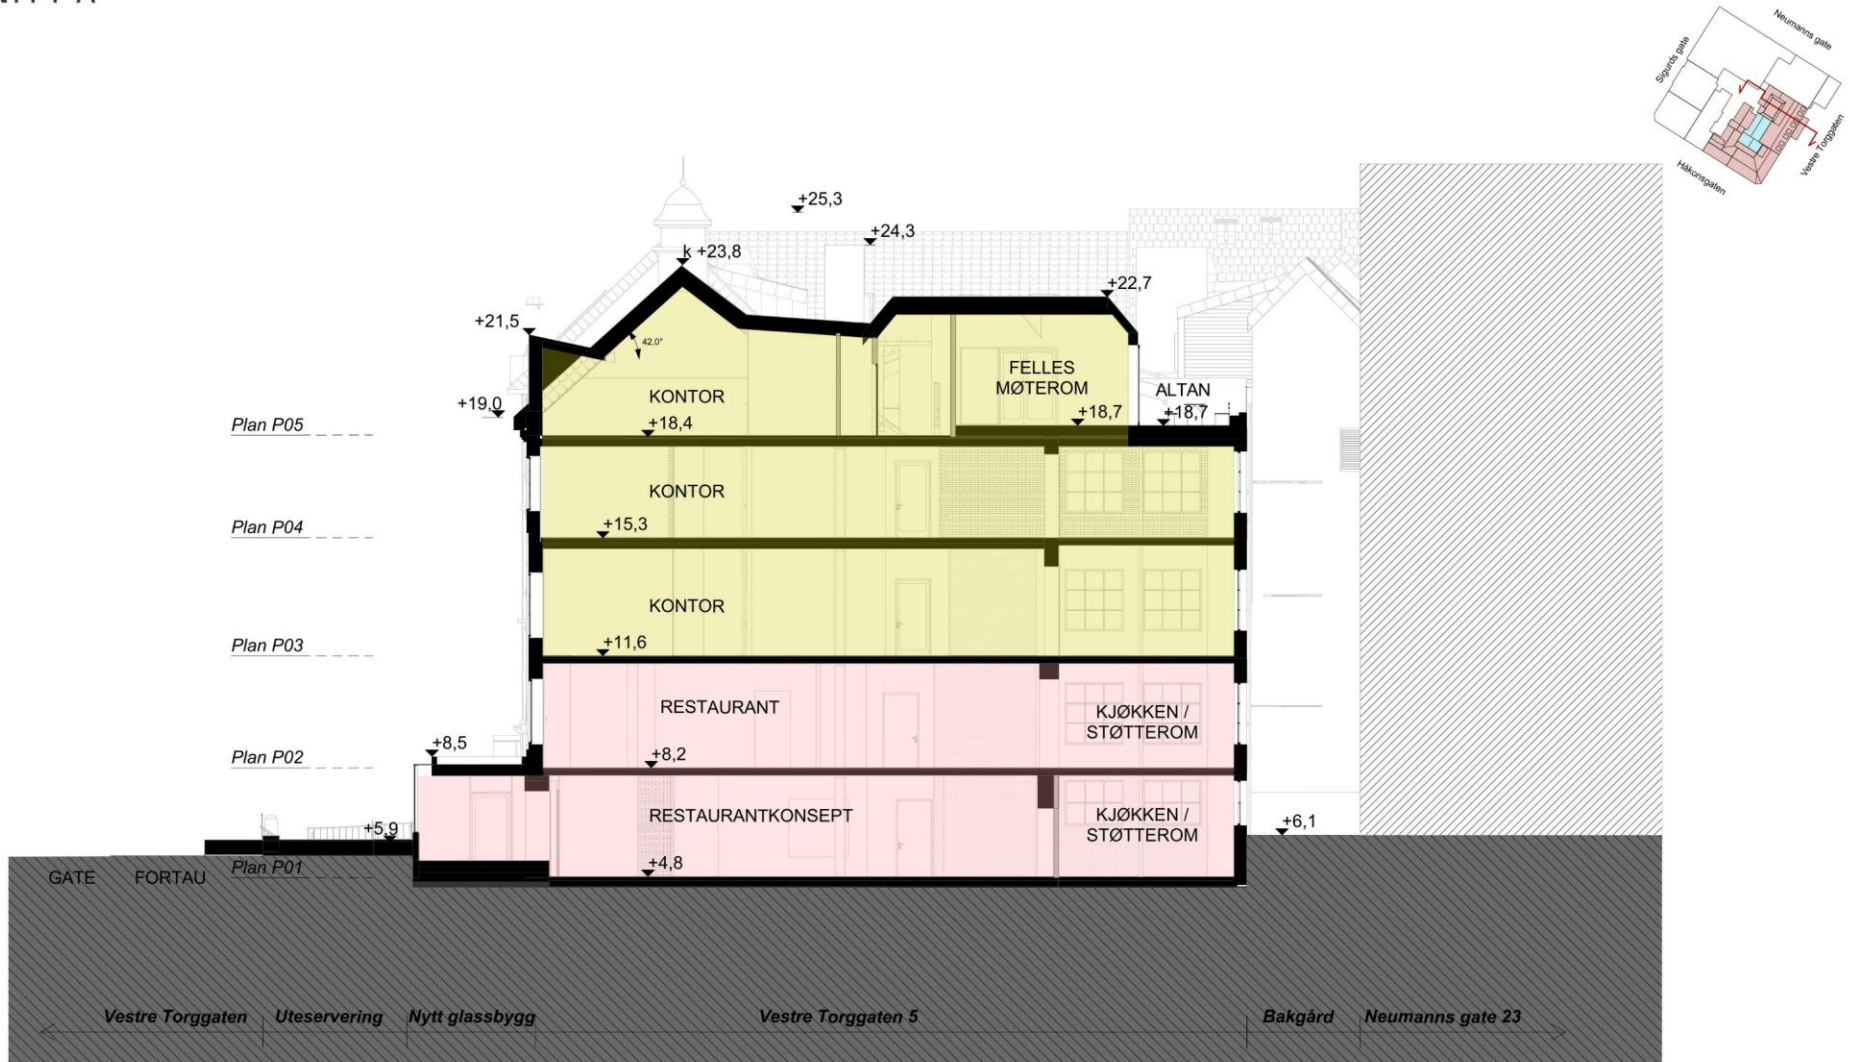 Neumanns gate
Sigurds gate
Vestre Torggaten
Håkonsgaten
+25,3
+24,3
k +23,8
+22,7
+21,5
42,0°
FELLES
MØTEROM
ALTAN
KONTOR
+19,0
+18,7
+18,7
+18,4
Plan P05
KONTOR
+15,3
Plan P04
KONTOR
+11,6
Plan P03
RESTAURANT
KJØKKEN /
STØTTEROM
+8,5
+8,2
Plan P02
RESTAURANTKONSEPT
KJØKKEN /
STØTTEROM
+5,9
+6,1
+4,8
Plan P01
GATE
FORTAU
Vestre Torggaten
Uteservering
Nytt glassbygg
Vestre Torggaten 5
Bakgård
Neumanns gate 23